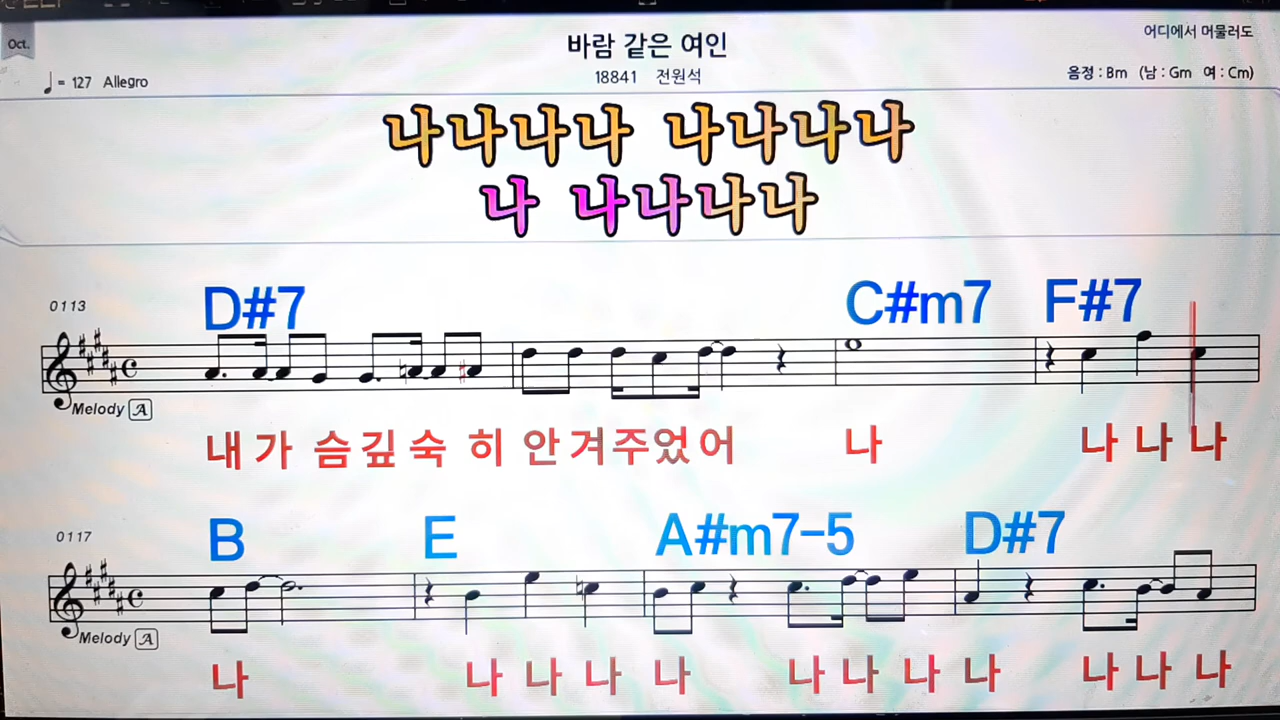 Oct.
바람 같은 여인
어디에서 머물러도
= 127 Allegro
18841 전원석
음정 : Bm (남 : Gm 여 : Cm)
나나나나 나나나나
나 나나나나
0113
D#7 C#m7 F#7
Melody A
내 가 슴 깊 숙 히 안 겨 주 었 어 나 나 나 나
0117
B E A#m7-5 D#7
Melody A
나 나 나 나 나 나 나 나 나 나 나 나